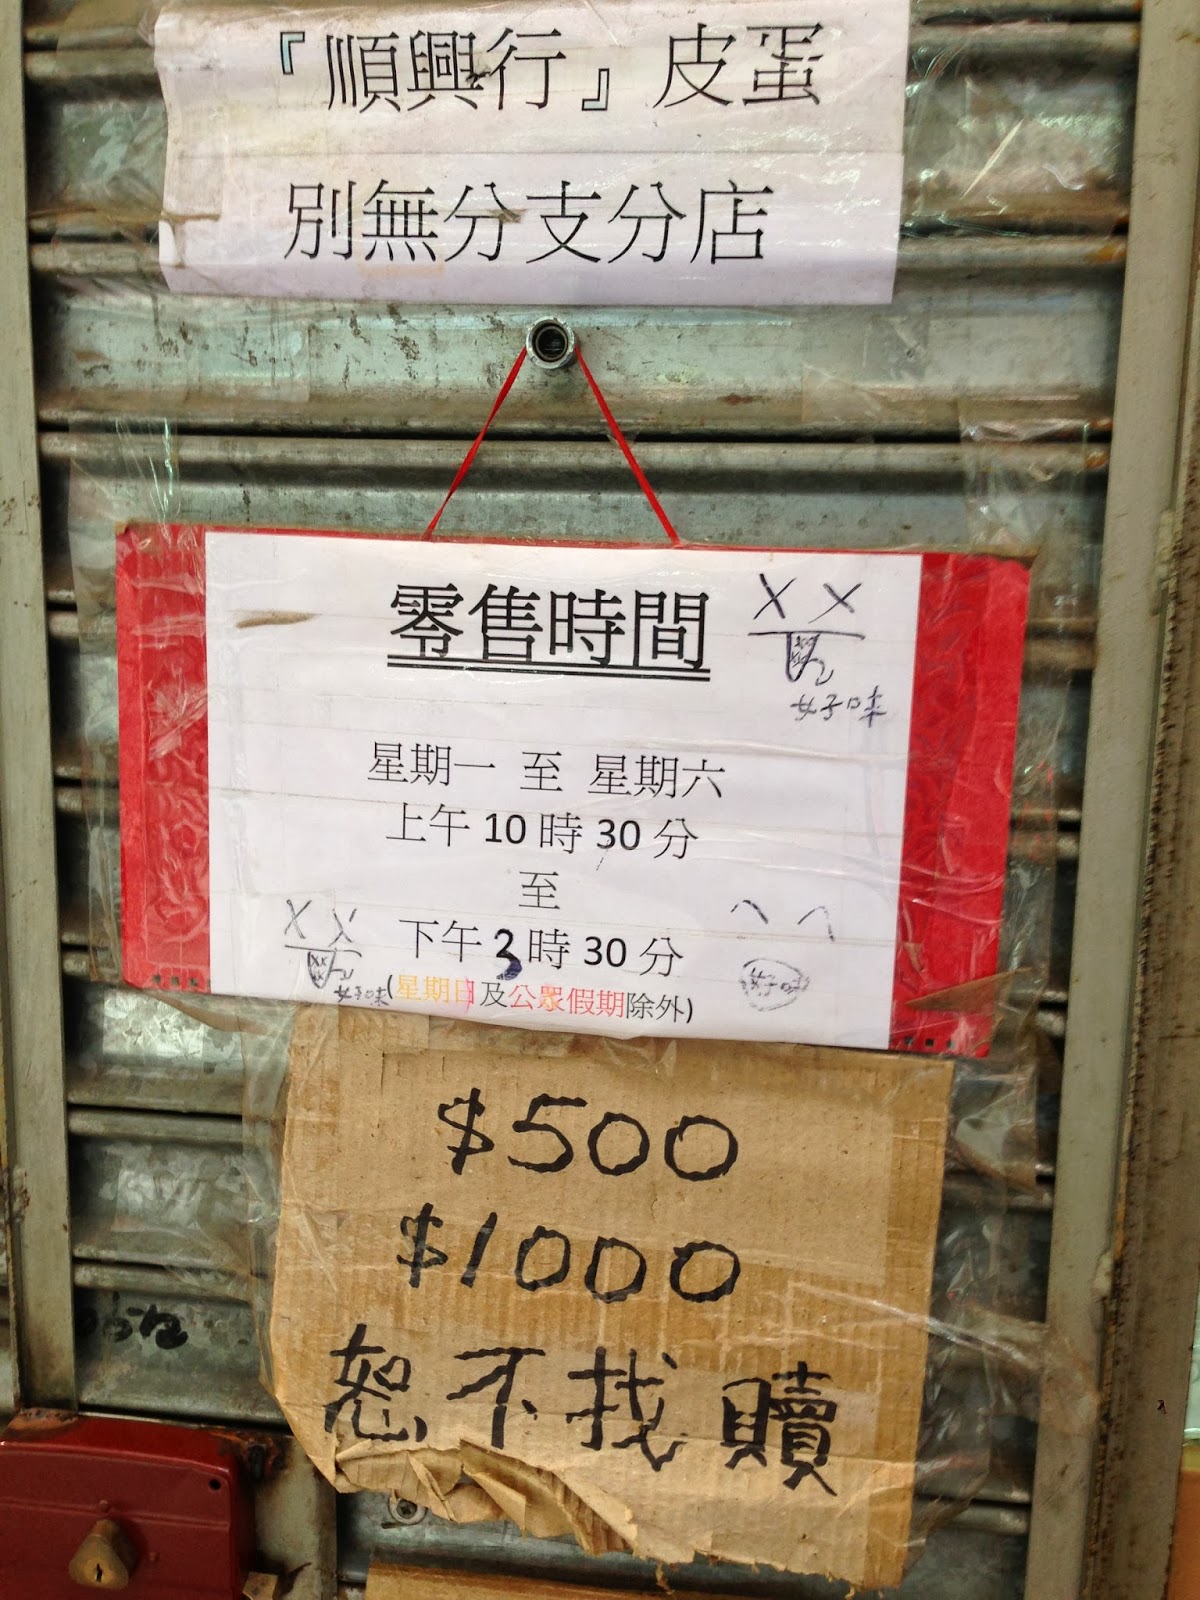 『順興行』皮蛋
別無分支分店
零售時間
好味
星期一 至 星期六
上午 10 時 30 分
至
下午 3 時 30 分
好味
好味
(星期日及公眾假期除外)
$500
$1000
恕不找贖